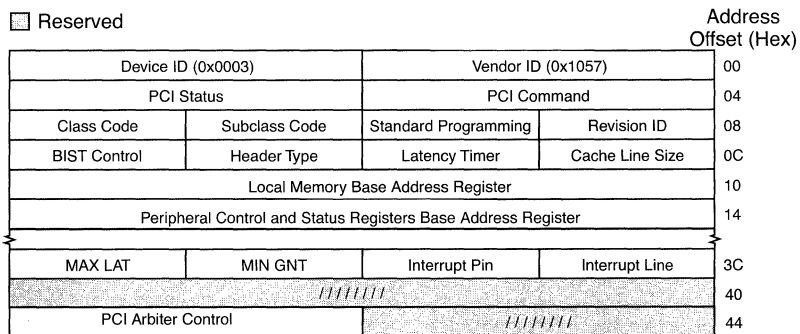 Reserved
Address
Offset (Hex)
Device ID (0x0003) Vendor ID (0x1057) 00
PCI Status PCI Command 04
Class Code Subclass Code Standard Programming Revision ID 08
BIST Control Header Type Latency Timer Cache Line Size 0C
Local Memory Base Address Register 10
Peripheral Control and Status Registers Base Address Register 14
MAX LAT MIN GNT Interrupt Pin Interrupt Line 3C
//////// 40
PCI Arbiter Control //////// 44